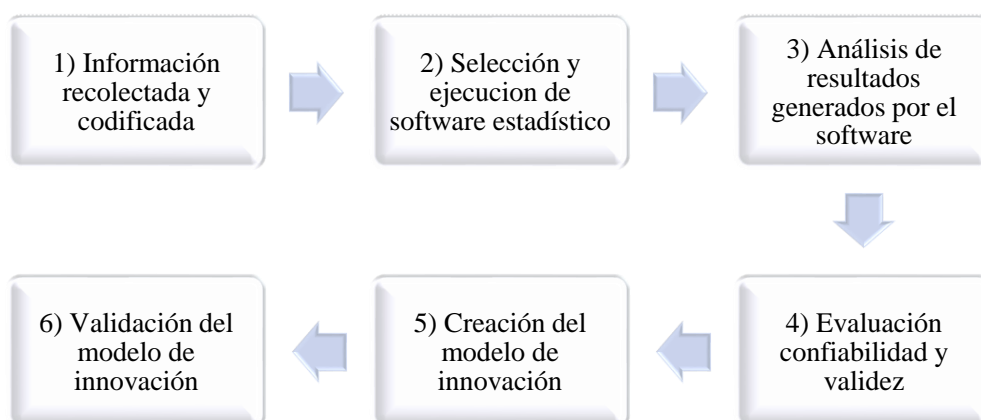 1) Información
recolectada y
codificada
2) Selección y
ejecucion de
software estadístico
3) Análisis de
resultados
generados por el
software
4) Evaluación
confiabilidad y
validez
5) Creación del
modelo de
innovación
6) Validación del
modelo de
innovación